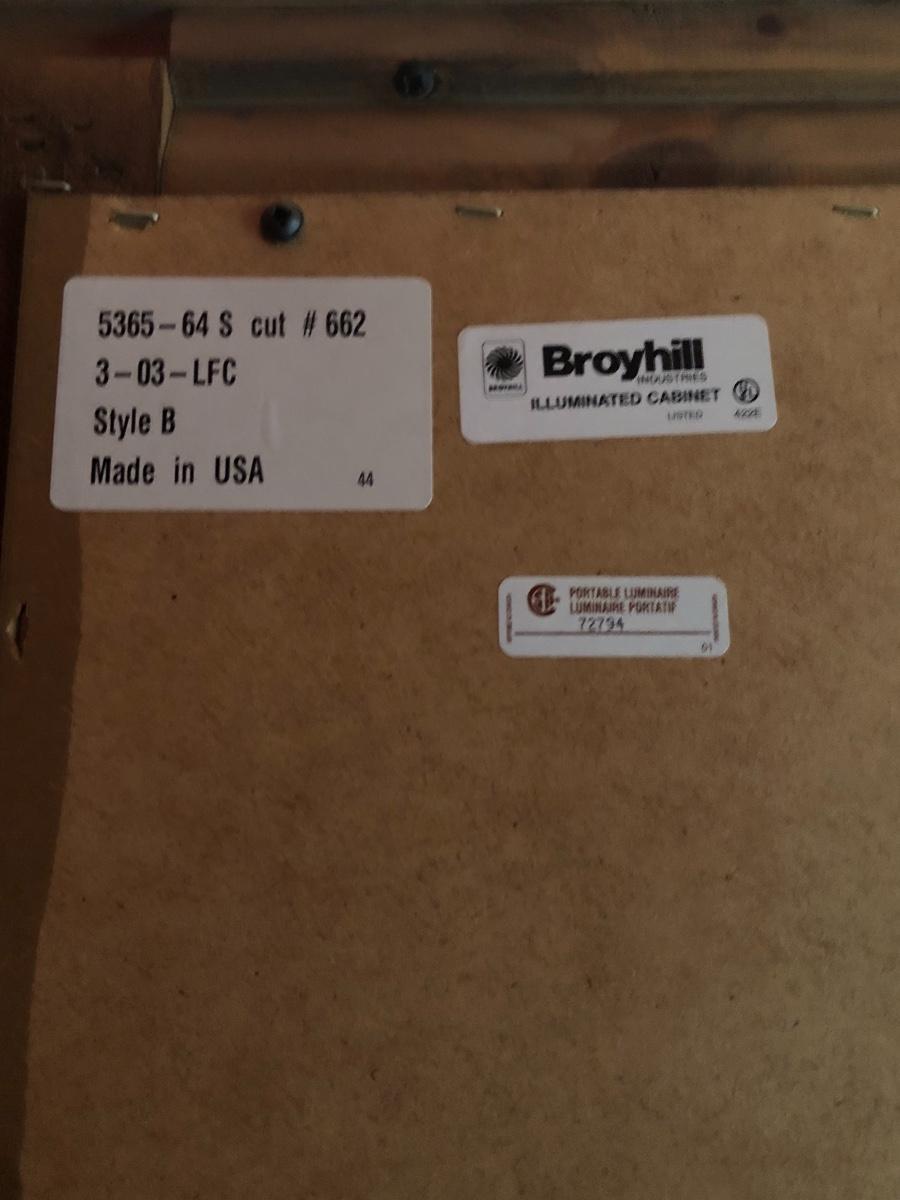 5365-64 S cut # 662
3-03-LFC
Style B
Made in USA 44
Broyhill
INDUSTRIES
ILLUMINATED CABINET
LISTED 422E
PORTABLE LUMINAIRE
LUMINAIRE PORTATIF
72794